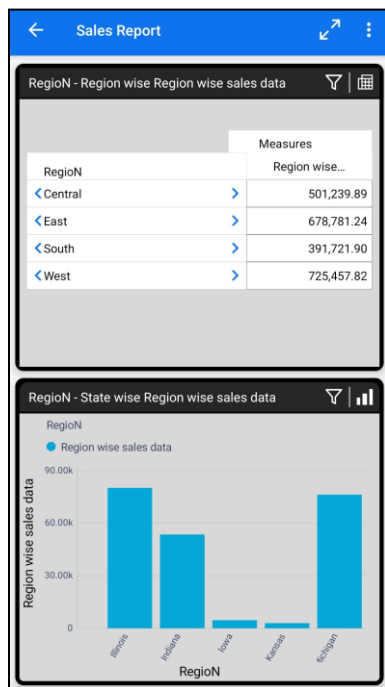 Sales Report
RegioN - Region wise Region wise sales data
Measures
RegioN Region wise...
Central 501,239.89
East 678,781.24
South 391,721.90
West 725,457.82
RegioN - State wise Region wise sales data
RegioN
Region wise sales data
90.00k
60.00k
30.00k
0
Region wise sales data
Illinois Indiana Iowa Kansas
RegioN